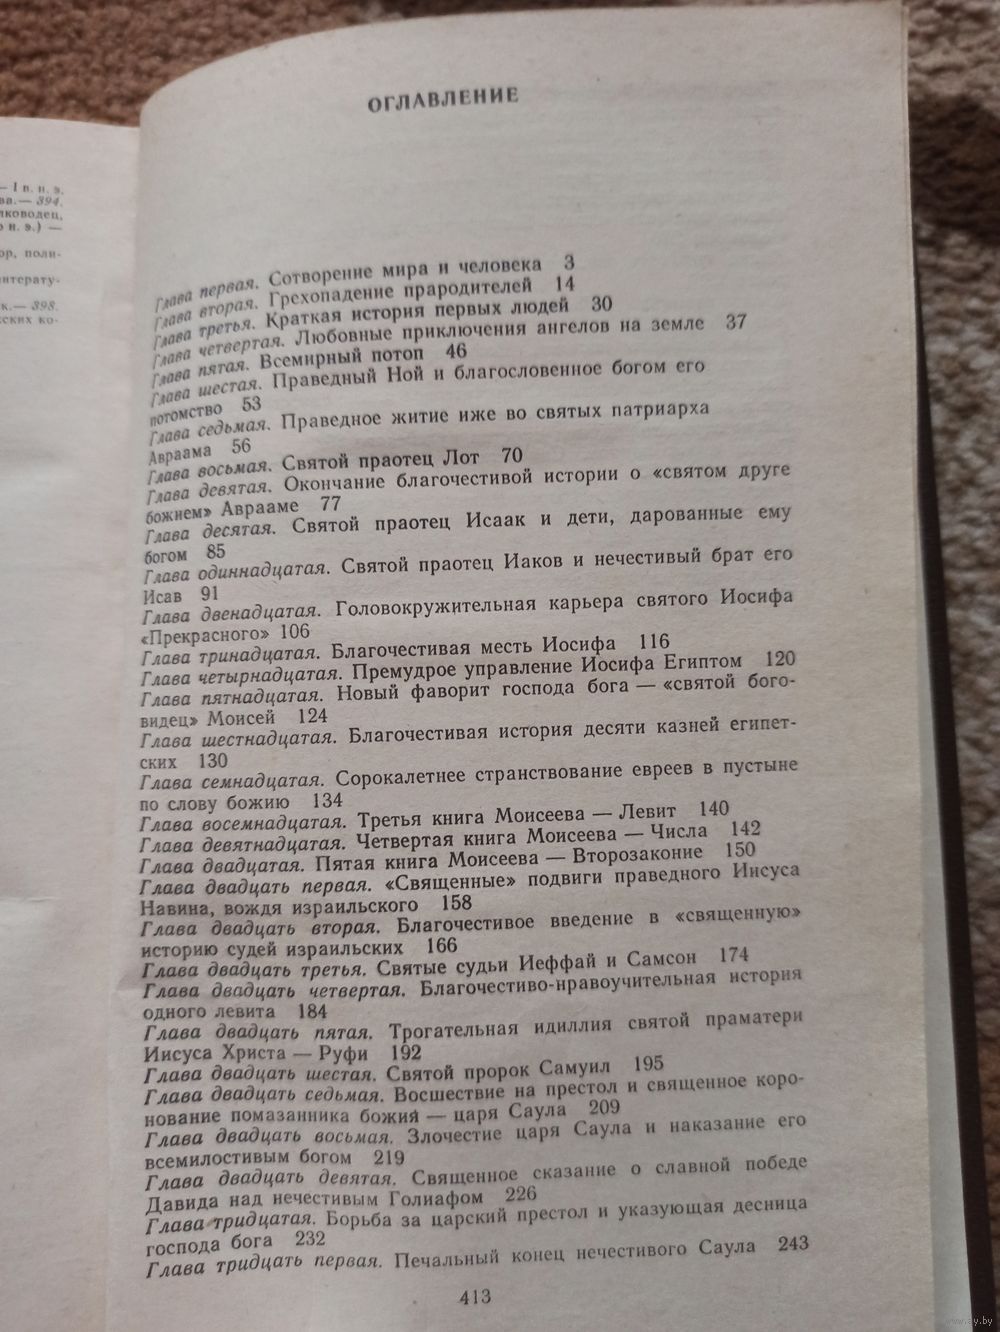 — I в. н. э.
ва.— 394.
лководец,
о н. э.) —
ор, поли-
итерату-
к.— 398.
ских ко-
ОГЛАВЛЕНИЕ
Глава первая. Сотворение мира и человека 3
Глава вторая. Грехопадение прародителей 14
Глава третья. Краткая история первых людей 30
Глава четвертая. Любовные приключения ангелов на земле 37
Глава пятая. Всемирный потоп 46
Глава шестая. Праведный Ной и благословенное богом его
потомство 53
Глава седьмая. Праведное житие иже во святых патриарха
Авраама 56
Глава восьмая. Святой праотец Лот 70
Глава девятая. Окончание благочестивой истории о «святом друге
божием» Аврааме 77
Глава десятая. Святой праотец Исаак и дети, дарованные ему
богом 85
Глава одиннадцатая. Святой праотец Иаков и нечестивый брат его
Исав 91
Глава двенадцатая. Головокружительная карьера святого Иосифа
«Прекрасного» 106
Глава тринадцатая. Благочестивая месть Иосифа 116
Глава четырнадцатая. Премудрое управление Иосифа Египтом 120
Глава пятнадцатая. Новый фаворит господа бога — «святой бого-
видец» Моисей 124
Глава шестнадцатая. Благочестивая история десяти казней египет-
ских 130
Глава семнадцатая. Сорокалетнее странствование евреев в пустыне
по слову божию 134
Глава восемнадцатая. Третья книга Моисеева — Левит 140
Глава девятнадцатая. Четвертая книга Моисеева — Числа 142
Глава двадцатая. Пятая книга Моисеева — Второзаконие 150
Глава двадцать первая. «Священные» подвиги праведного Иисуса
Навина, вождя израильского 158
Глава двадцать вторая. Благочестивое введение в «священную»
историю судей израильских 166
Глава двадцать третья. Святые судьи Иеффай и Самсон 174
Глава двадцать четвертая. Благочестиво-нравоучительная история
одного левита 184
Глава двадцать пятая. Трогательная идиллия святой праматери
Иисуса Христа — Руфи 192
Глава двадцать шестая. Святой пророк Самуил 195
Глава двадцать седьмая. Восшествие на престол и священное коро-
нование помазанника божия — царя Саула 209
Глава двадцать восьмая. Злочестие царя Саула и наказание его
всемилостивым богом 219
Глава двадцать девятая. Священное сказание о славной победе
Давида над нечестивым Голиафом 226
Глава тридцатая. Борьба за царский престол и указующая десница
господа бога 232
Глава тридцать первая. Печальный конец нечестивого Саула 243
413
www.ay.by